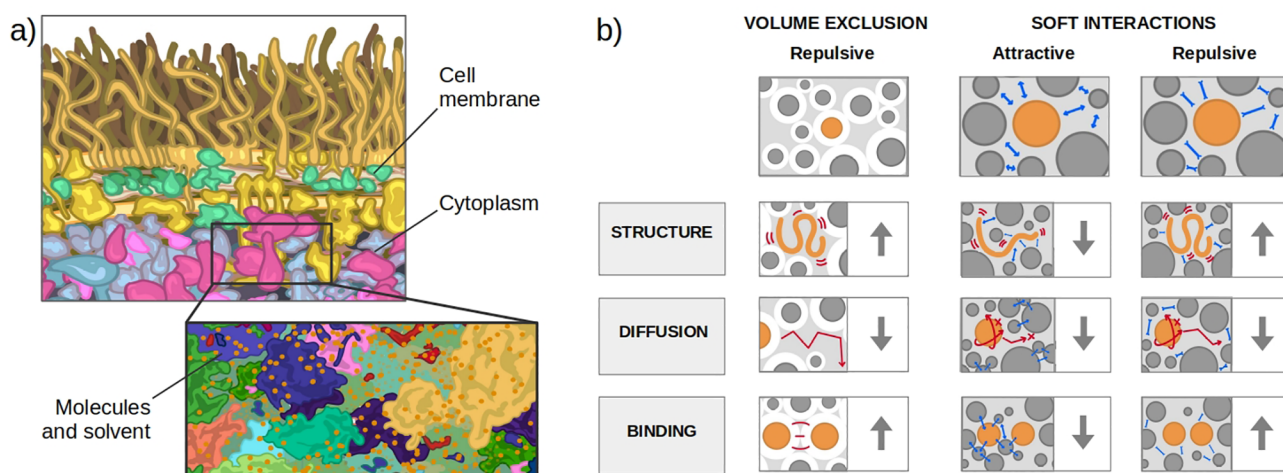 a)
Cell
membrane
Cytoplasm
Molecules
and solvent
b)
VOLUME EXCLUSION
SOFT INTERACTIONS
Repulsive
Attractive
Repulsive
STRUCTURE
DIFFUSION
BINDING